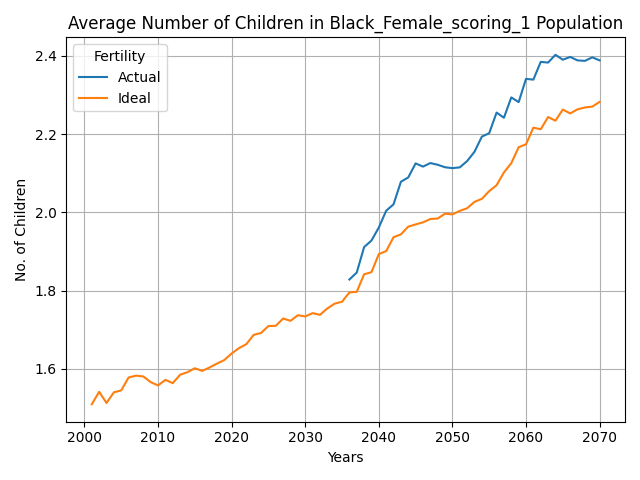 Average Number of Children in Black_Female_scoring_1 Population
Fertility
Actual
Ideal
No. of Children
2.4
2.2
2.0
1.8
1.6
2000 2010 2020 2030 2040 2050 2060 2070
Years